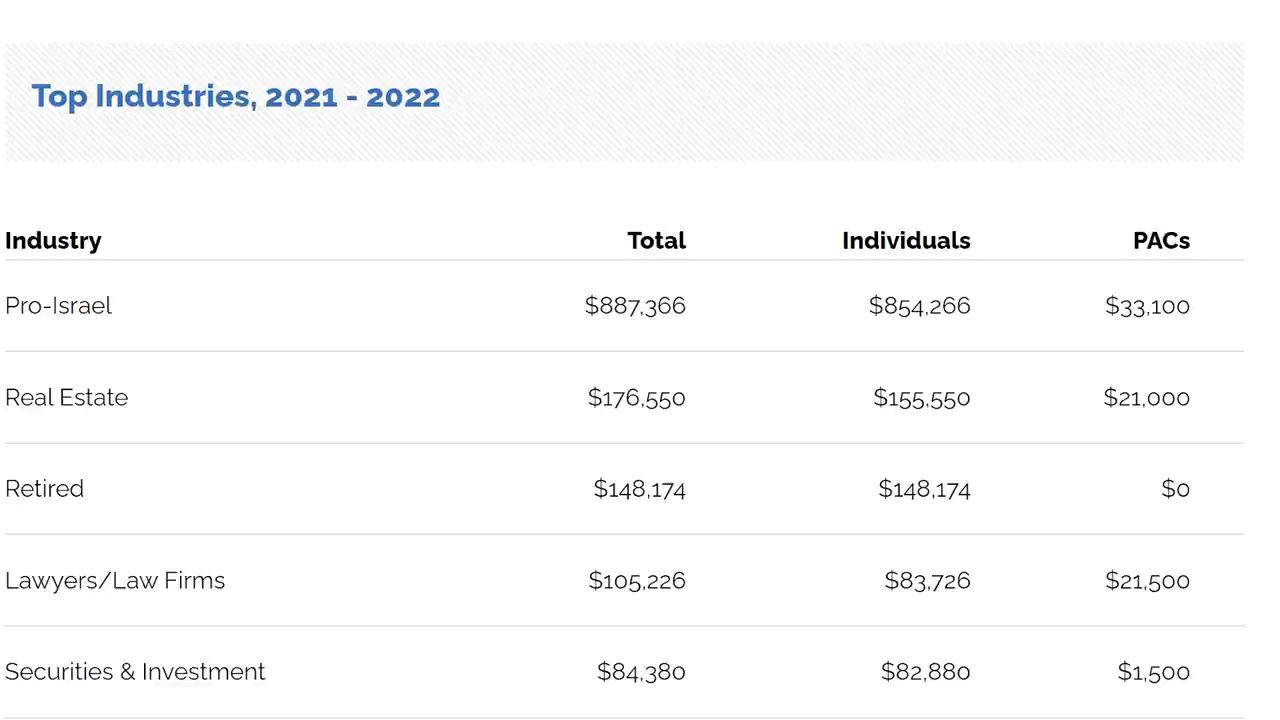 Top Industries, 2021 - 2022
Industry Total Individuals PACs
Pro-Israel $887,366 $854,266 $33,100
Real Estate $176,550 $155,550 $21,000
Retired $148,174 $148,174 $0
Lawyers/Law Firms $105,226 $83,726 $21,500
Securities & Investment $84,380 $82,880 $1,500